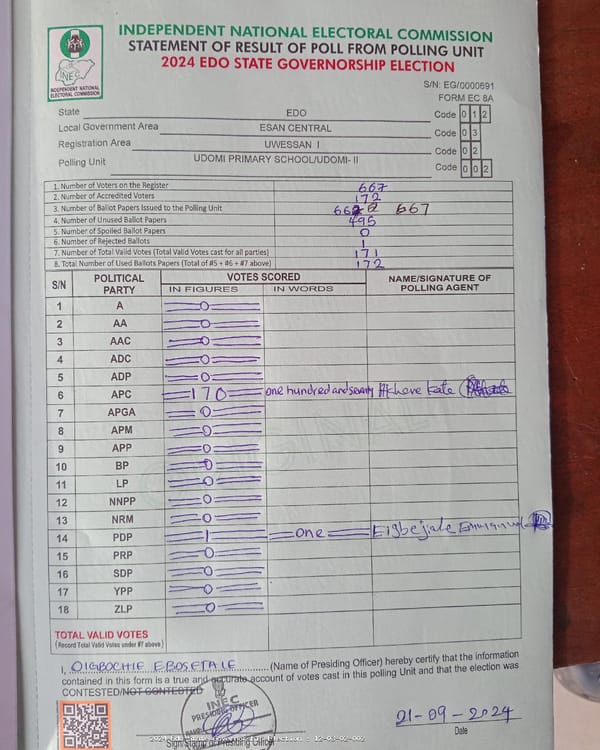 INDEPENDENT NATIONAL ELECTORAL COMMISSION
STATEMENT OF RESULT OF POLL FROM POLLING UNIT
2024 EDO STATE GOVERNORSHIP ELECTION
INEC
INDEPENDENT NATIONAL
ELECTORAL COMMISSION
S/N: EG/0000691
FORM EC 8A
State EDO Code 0 1 2
Local Government Area ESAN CENTRAL Code 0 3
Registration Area UWESSAN I Code 0 2
Polling Unit UDOMI PRIMARY SCHOOL/UDOMI- II Code 0 0 2
1. Number of Voters on the Register 667
2. Number of Accredited Voters 172
3. Number of Ballot Papers Issued to the Polling Unit 667
4. Number of Unused Ballot Papers 495
5. Number of Spoiled Ballot Papers 0
6. Number of Rejected Ballots 1
7. Number of Total Valid Votes (Total Valid Votes cast for all parties) 171
8. Total Number of Used Ballots Papers (Total of #5 + #6 + #7 above) 172
S/N POLITICAL PARTY VOTES SCORED NAME/SIGNATURE OF POLLING AGENT
IN FIGURES IN WORDS
1 A 0
2 AA 0
3 AAC 0
4 ADC 0
5 ADP 0
6 APC 170 one hundred and seventy
7 APGA 0
8 APM 0
9 APP 0
10 BP 0
11 LP 0
12 NNPP 0
13 NRM 0
14 PDP 1 one
15 PRP 0
16 SDP 0
17 YPP 0
18 ZLP 0
TOTAL VALID VOTES
(Record Total Valid Votes under #7 above)
I, OIGBOCHIE EBOSETALE (Name of Presiding Officer) hereby certify that the information
contained in this form is a true and accurate account of votes cast in this polling Unit and that the election was
CONTESTED/NOT CONTESTED
INEC
PRESIDING OFFICER
21-09-2024
Date
Sign/Stamp of Presiding Officer